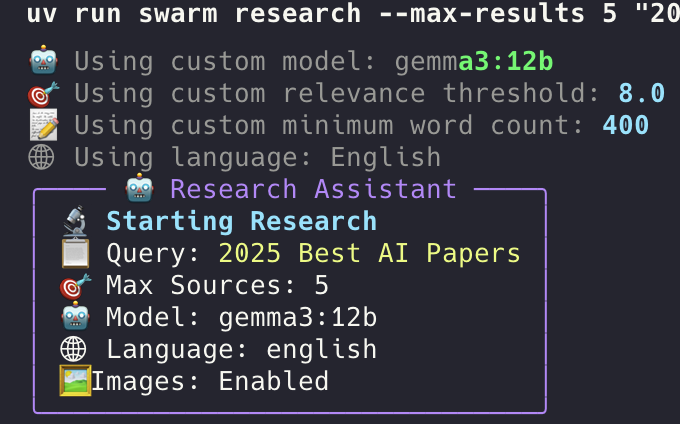 uv run swarm research --max-results 5 "20
🤖 Using custom model: gemma3:12b
🎯 Using custom relevance threshold: 8.0
📝 Using custom minimum word count: 400
🌐 Using language: English
🤖 Research Assistant
🔬 Starting Research
📋 Query: 2025 Best AI Papers
🎯 Max Sources: 5
🤖 Model: gemma3:12b
🌐 Language: english
🖼️Images: Enabled